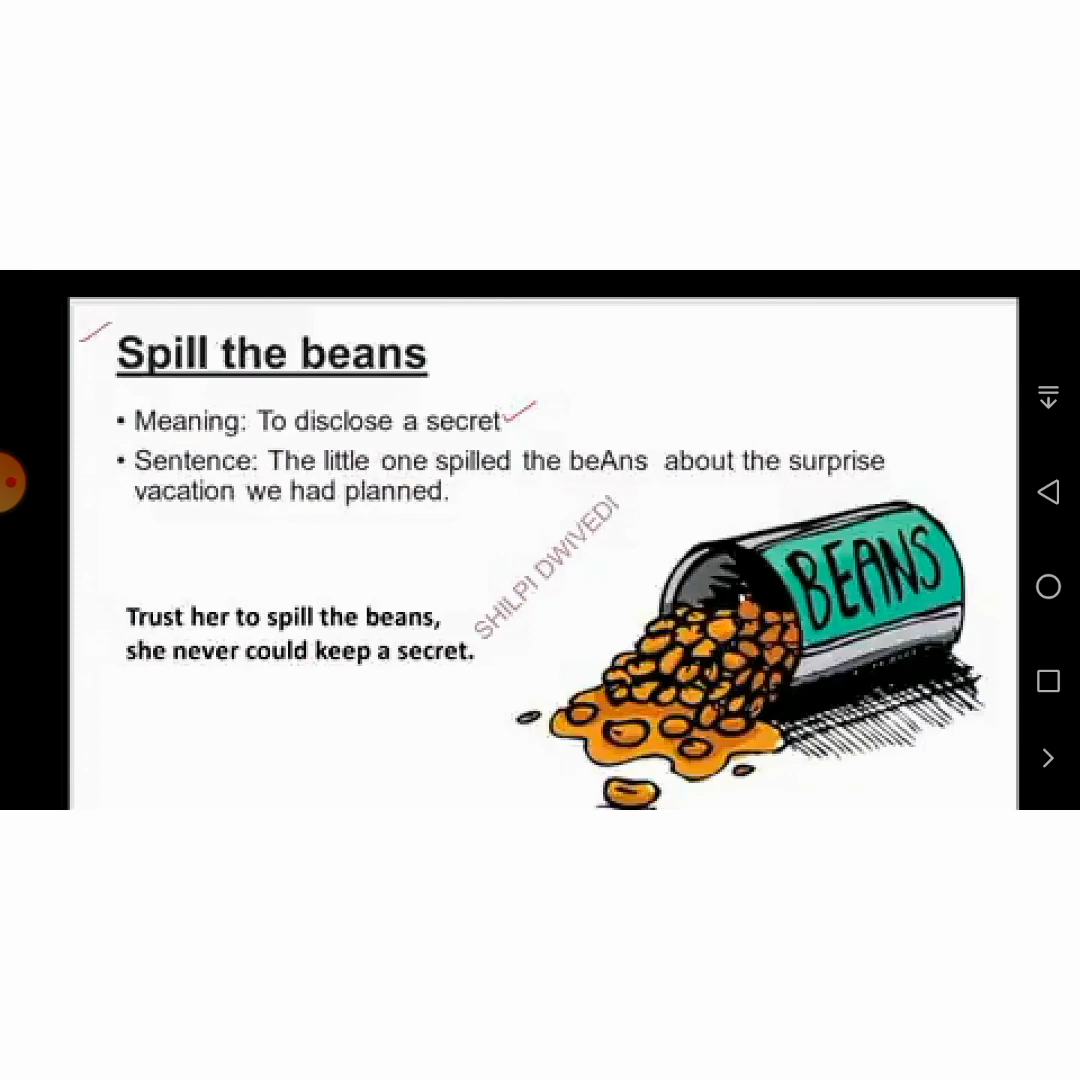 Spill the beans
• Meaning: To disclose a secret
• Sentence: The little one spilled the beAns about the surprise
vacation we had planned.
SHILPI DWIVEDI
BEANS
Trust her to spill the beans,
she never could keep a secret.